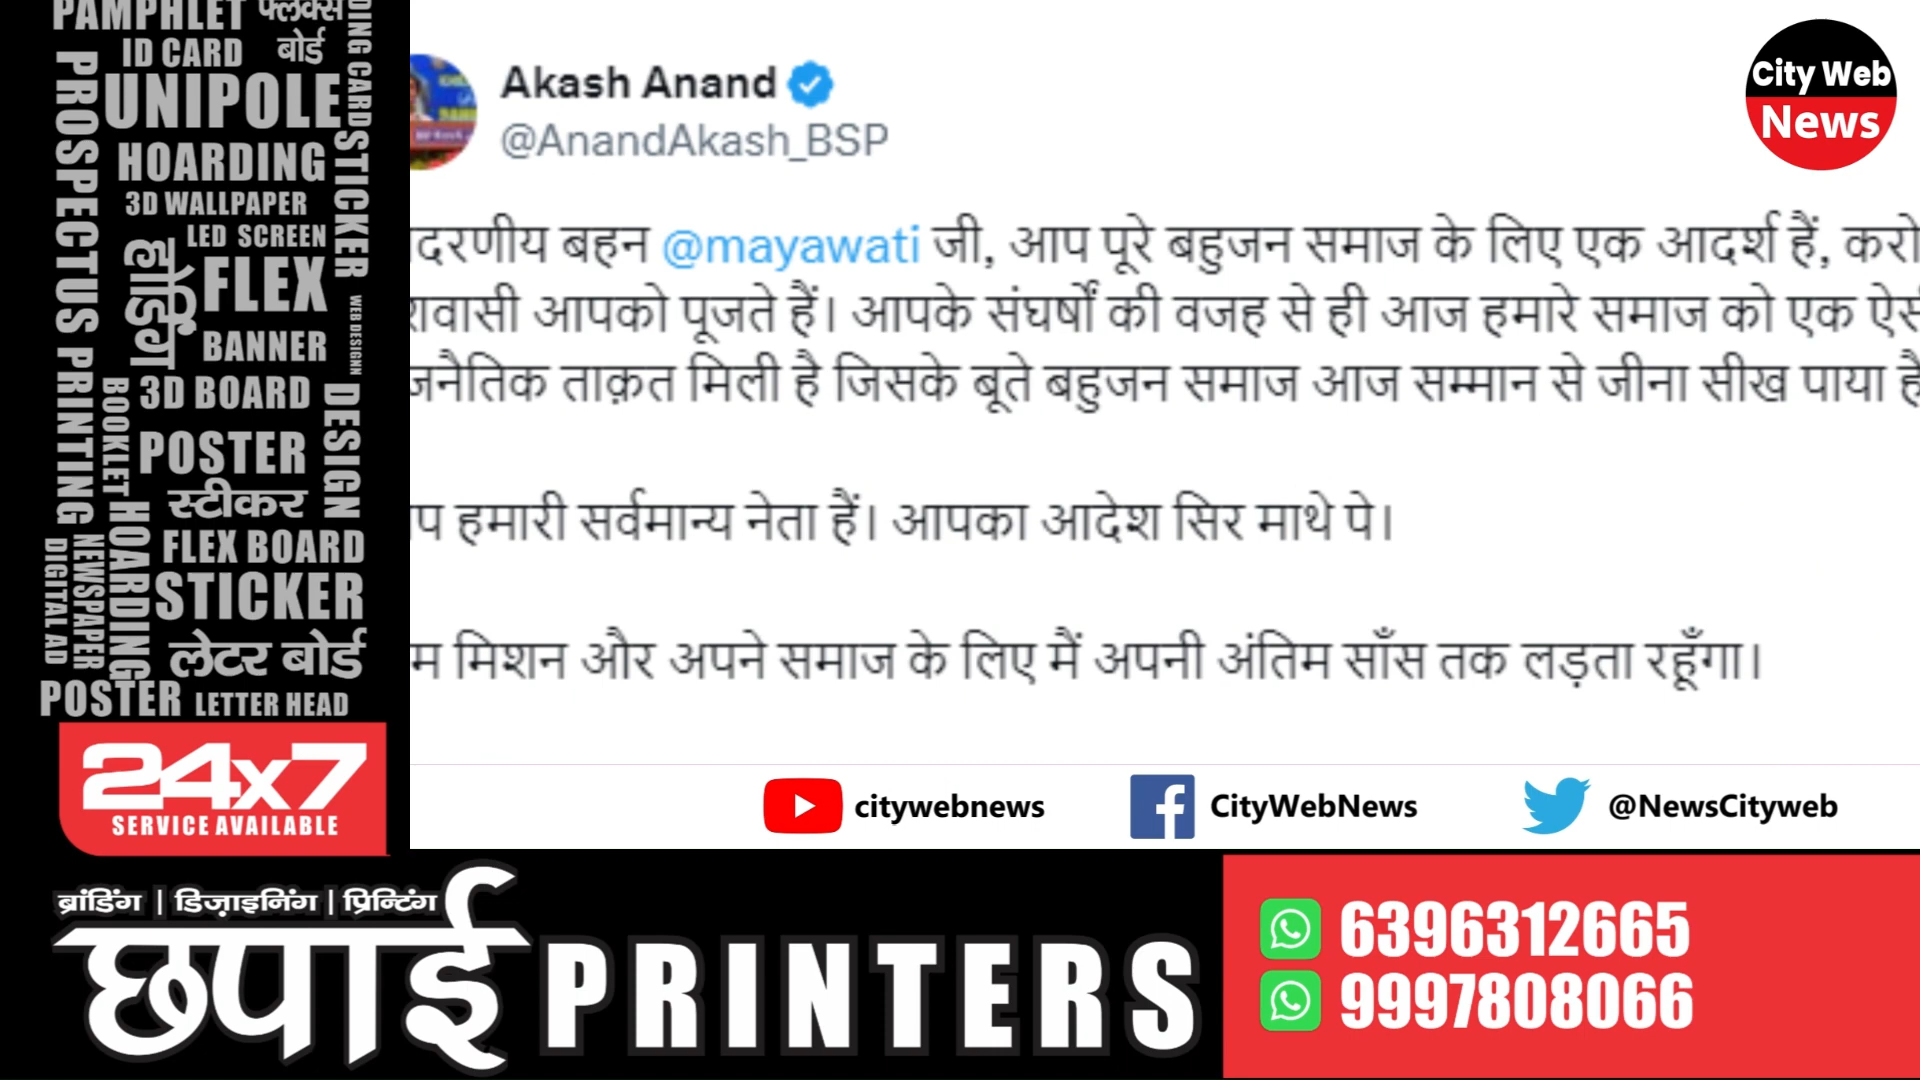 PAMPHLET फ्लेक्स
ID CARD बोर्ड
UNIPOLE
HOARDING
3D WALLPAPER
LED SCREEN
होर्डिंग
FLEX
BANNER
3D BOARD
POSTER
स्टीकर
FLEX BOARD
STICKER
लेटर बोर्ड
POSTER LETTER HEAD
PROSPECTUS PRINTING
STICKER
WEB DESIGNN
DESIGN
BOOKLET
HOARDING
NEWSPAPER
DIGITAL AD
24x7
SERVICE AVAILABLE
Akash Anand
@AnandAkash_BSP
City Web
News
दरणीय बहन @mayawati जी, आप पूरे बहुजन समाज के लिए एक आदर्श हैं, करो
शवासी आपको पूजते हैं। आपके संघर्षों की वजह से ही आज हमारे समाज को एक ऐसी
जनैतिक ताक़त मिली है जिसके बूते बहुजन समाज आज सम्मान से जीना सीख पाया है
प हमारी सर्वमान्य नेता हैं। आपका आदेश सिर माथे पे।
म मिशन और अपने समाज के लिए मैं अपनी अंतिम साँस तक लड़ता रहूँगा।
citywebnews
CityWebNews
@NewsCityweb
ब्रांडिंग | डिज़ाइनिंग | प्रिन्टिंग
छपाई PRINTERS
6396312665
9997808066